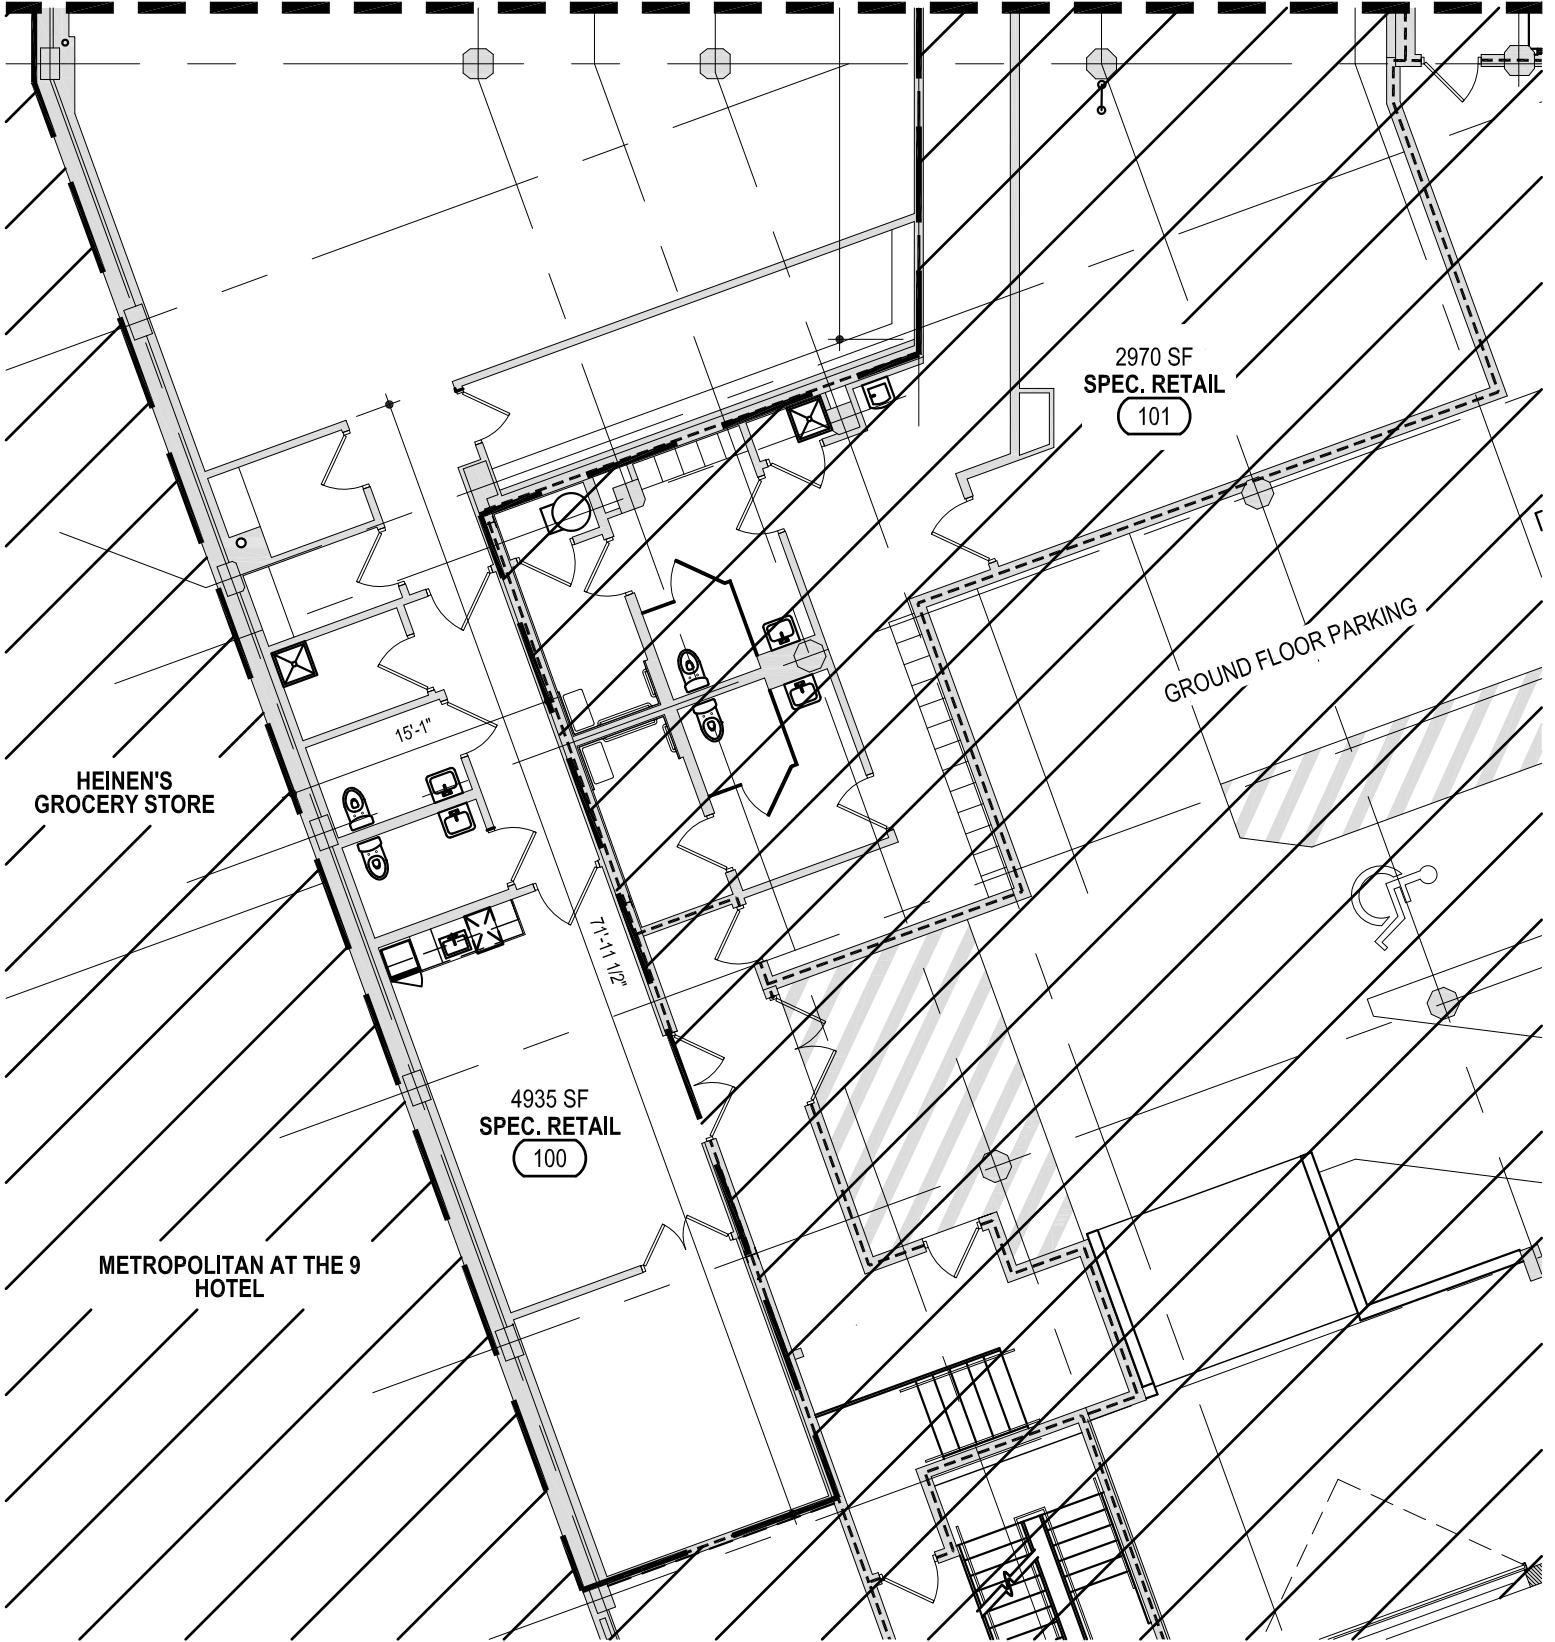 2970 SF
SPEC. RETAIL
101
GROUND FLOOR PARKING
15'-1"
HEINEN'S
GROCERY STORE
71'-11 1/2"
4935 SF
SPEC. RETAIL
100
METROPOLITAN AT THE 9
HOTEL